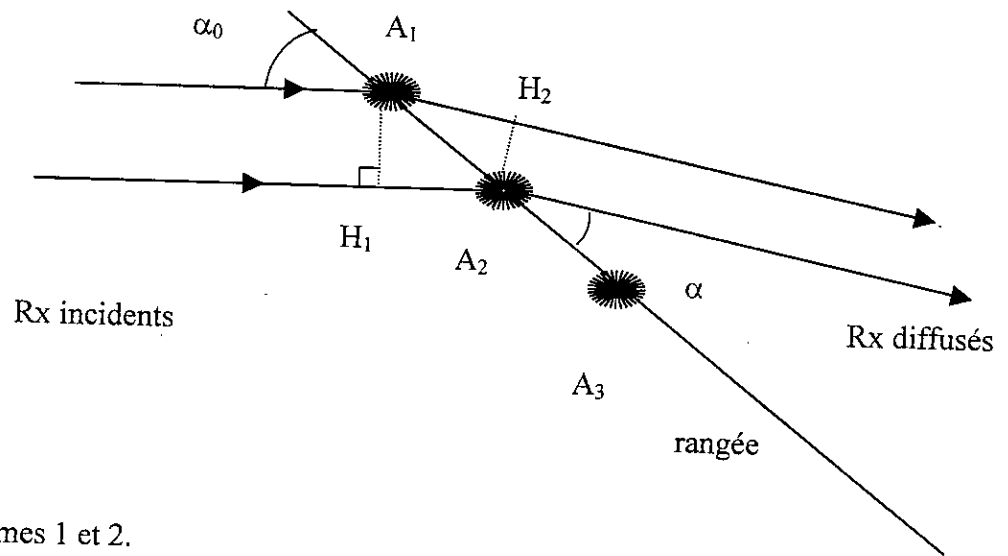 α₀
A₁
H₂
H₁
A₂
α
Rx incidents
Rx diffusés
A₃
rangée
mes 1 et 2.